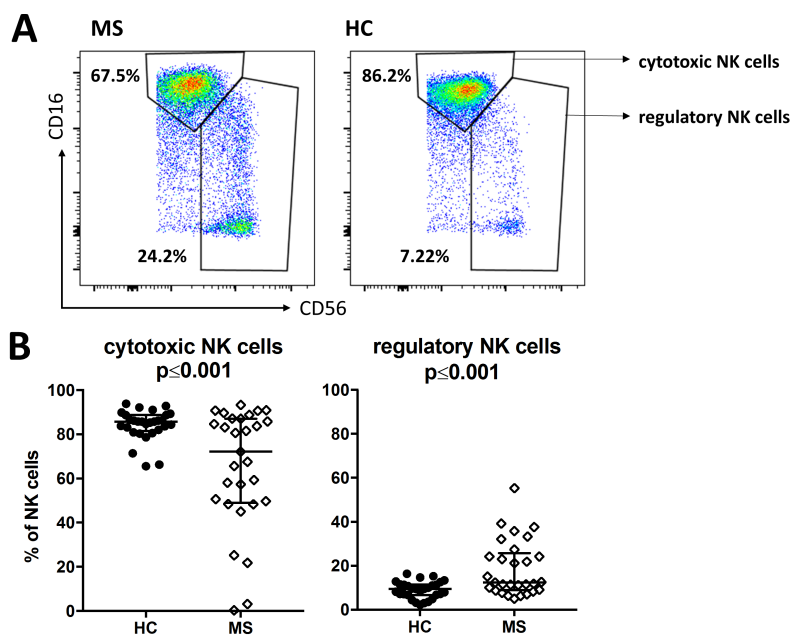 A
MS
HC
67.5%
86.2%
cytotoxic NK cells
regulatory NK cells
CD16
24.2%
7.22%
CD56
B
cytotoxic NK cells
p≤0.001
regulatory NK cells
p≤0.001
% of NK cells
100
80
60
40
20
0
HC
MS
100
80
60
40
20
0
HC
MS